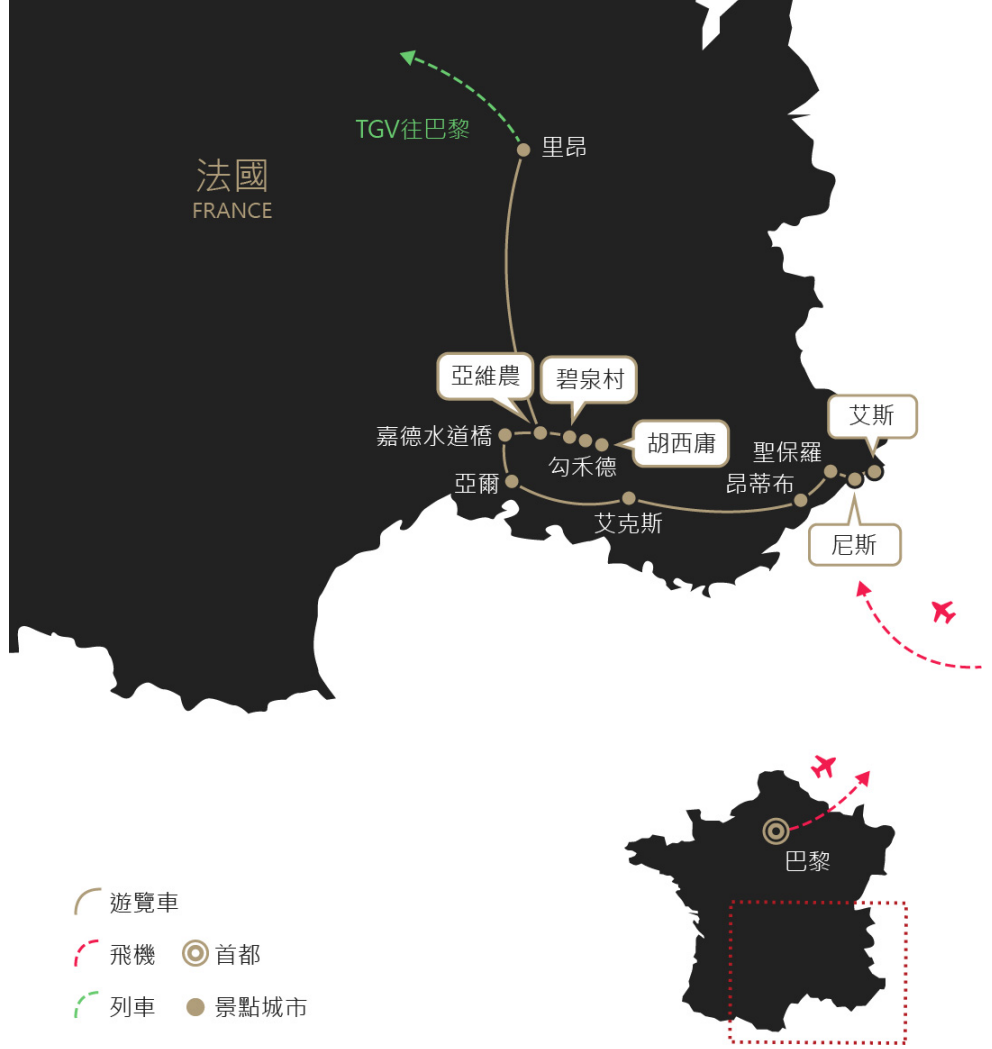 TGV往巴黎
里昂
法國
FRANCE
亞維農
碧泉村
艾斯
嘉德水道橋
胡西庸
聖保羅
勾禾德
亞爾
昂蒂布
艾克斯
尼斯
巴黎
遊覽車
飛機
首都
列車
景點城市